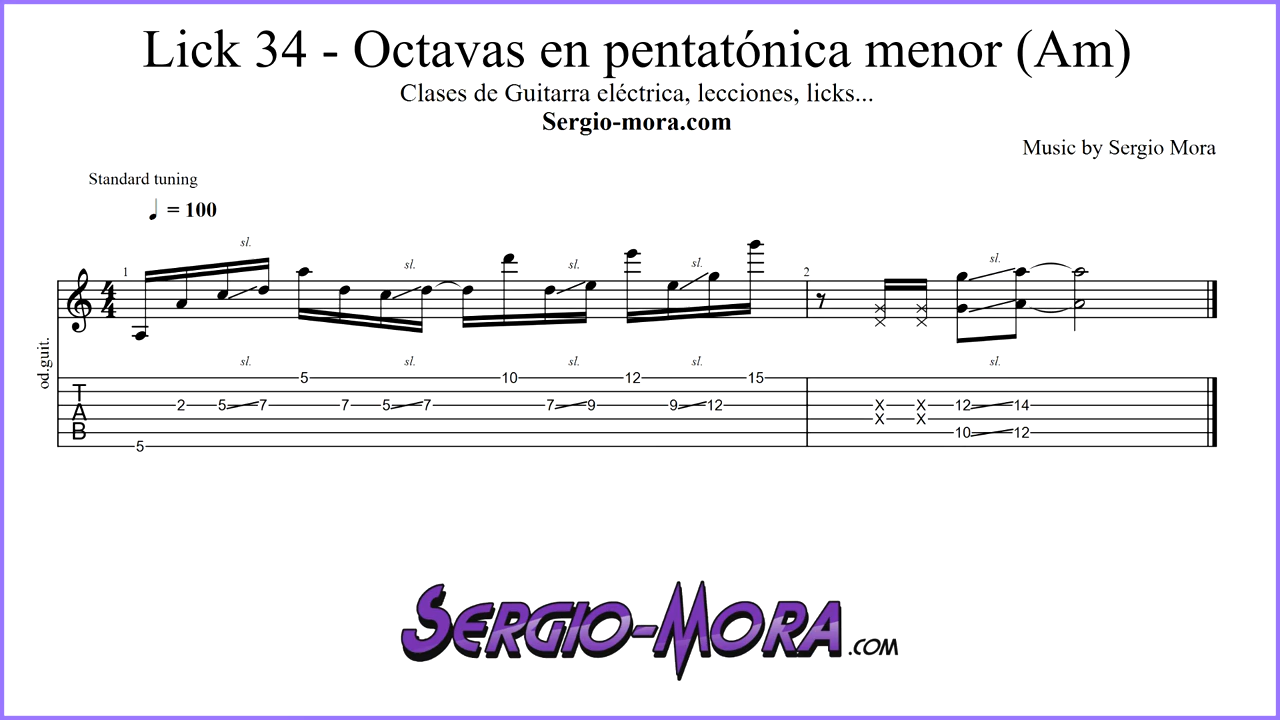 Lick 34 - Octavas en pentatónica menor (Am)
Clases de Guitarra eléctrica, lecciones, licks...
Sergio-mora.com
Music by Sergio Mora
Standard tuning
= 100
sl. sl. sl. sl. sl.
1 2
4
4
od.guit.
sl. sl. sl. sl. sl.
5 10 12 15
T 2 5 7 7 5 7 7 9 9 12 X X 12 14
A X X
B 10 12
5
SERGIO-MORA.COM